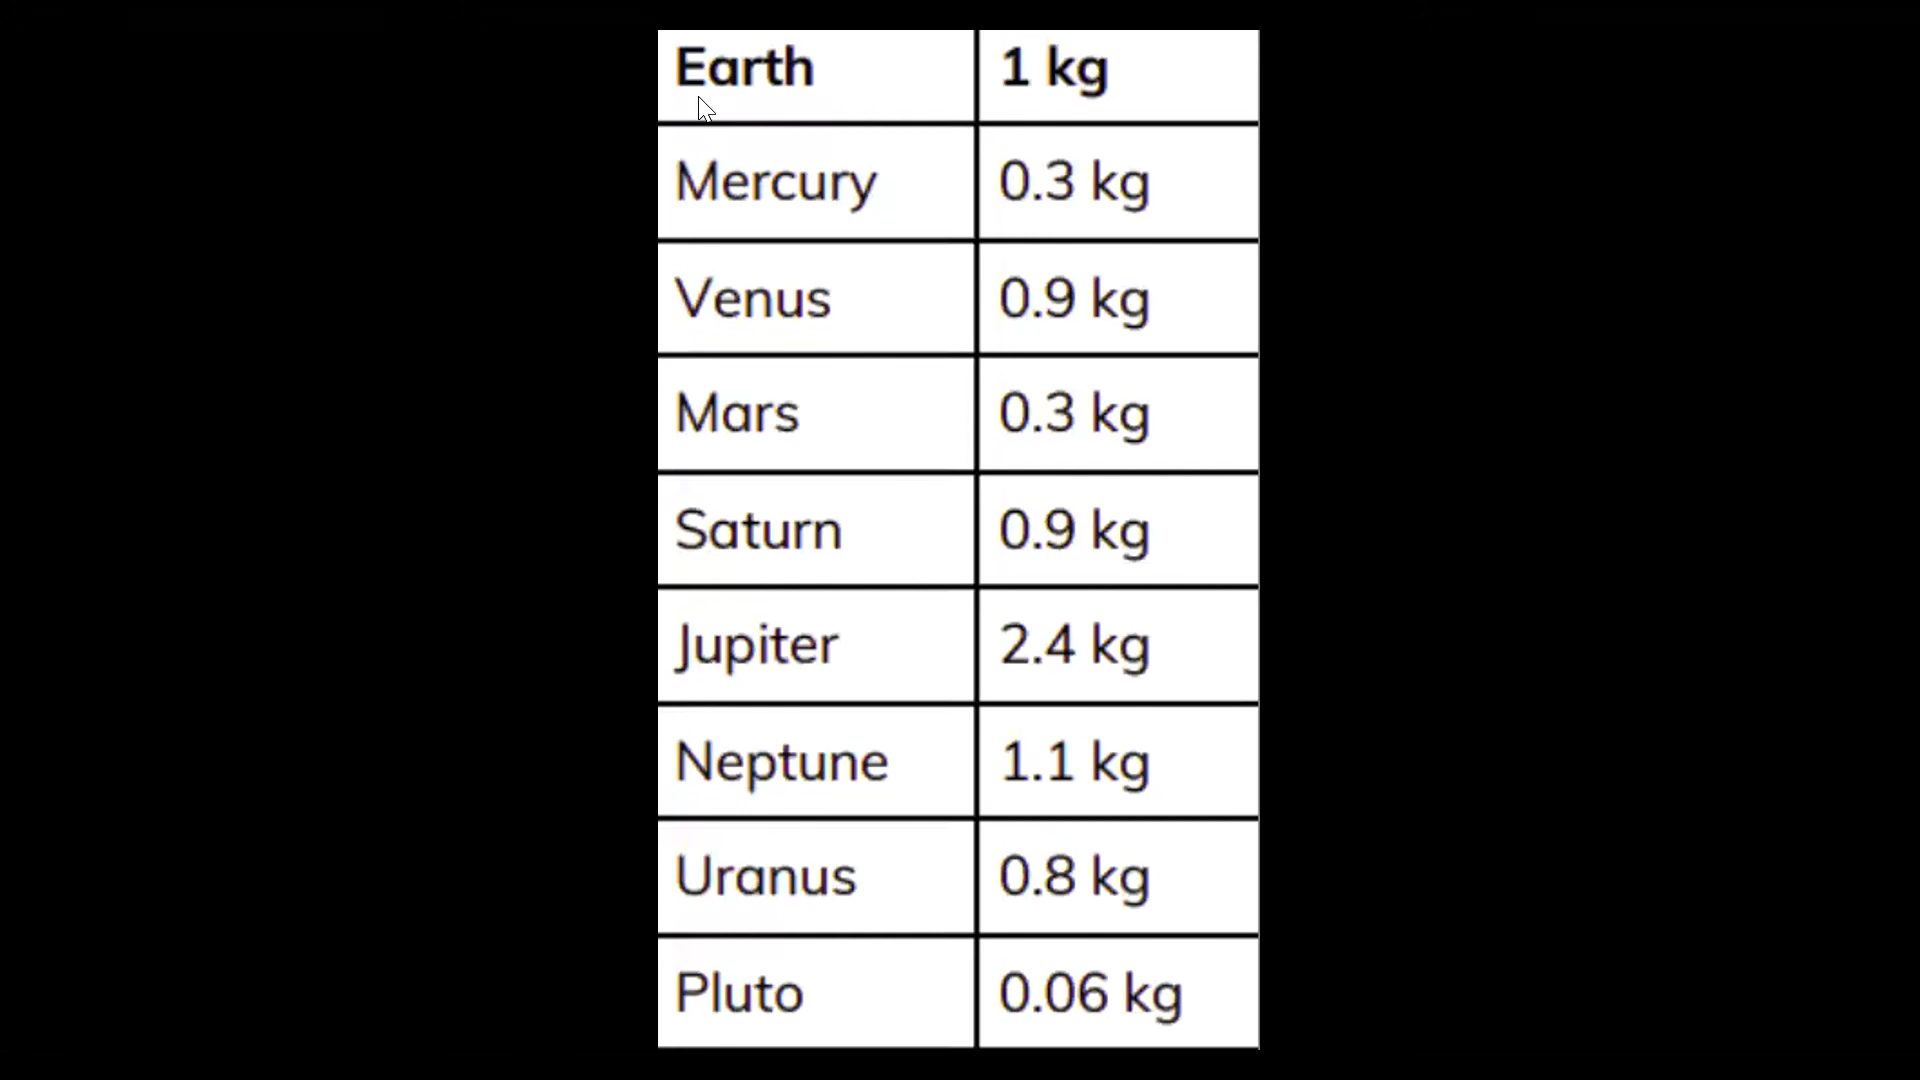 Earth 1 kg
Mercury 0.3 kg
Venus 0.9 kg
Mars 0.3 kg
Saturn 0.9 kg
Jupiter 2.4 kg
Neptune 1.1 kg
Uranus 0.8 kg
Pluto 0.06 kg